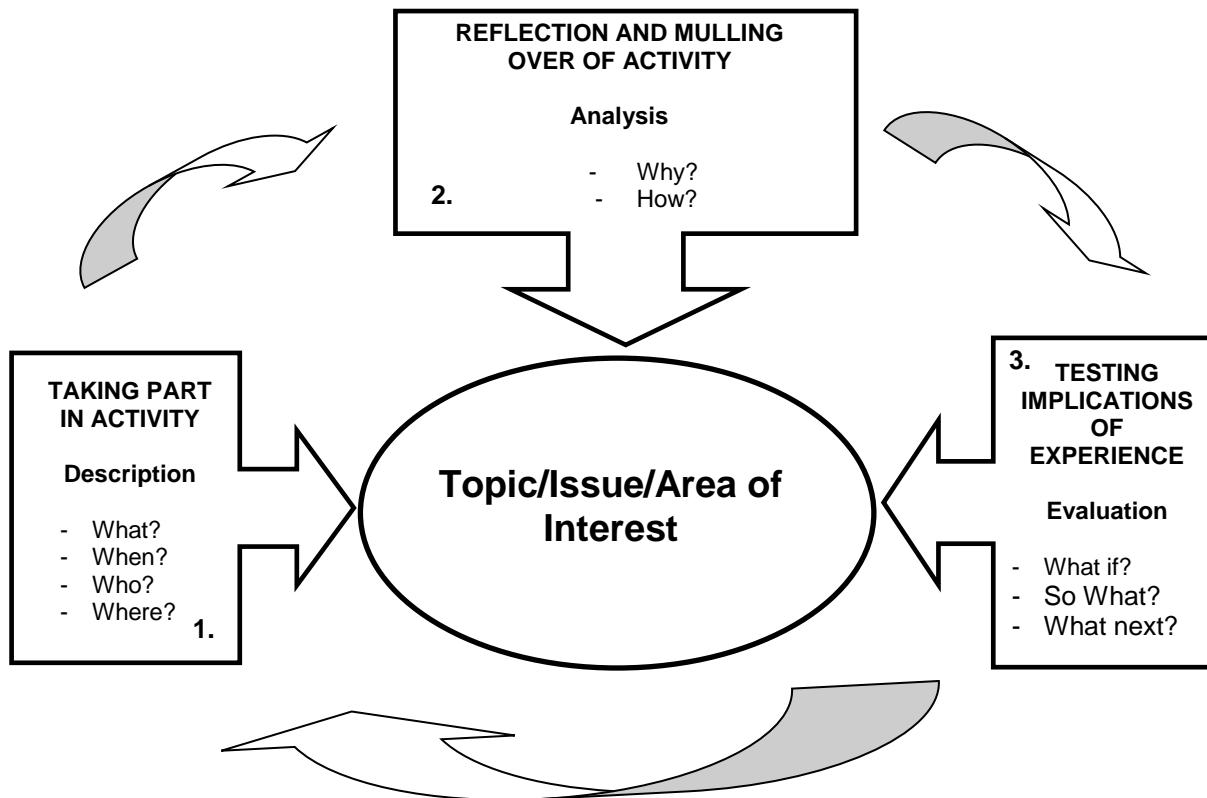 REFLECTION AND MULLING
OVER OF ACTIVITY
Analysis
- Why?
- How?
2.
TAKING PART
IN ACTIVITY
Description
- What?
- When?
- Who?
- Where?
1.
Topic/Issue/Area of
Interest
3.
TESTING
IMPLICATIONS
OF
EXPERIENCE
Evaluation
- What if?
- So What?
- What next?